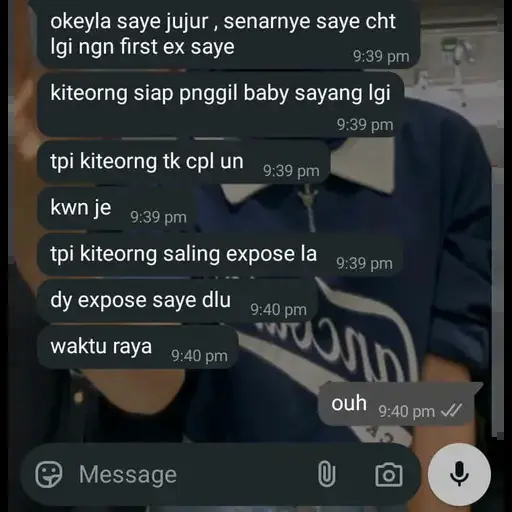 okeyla saye jujur , senarnye saye cht
lgi ngn first ex saye
9:39 pm
kiteorng siap pnggil baby sayang lgi
9:39 pm
tpi kiteorng tk cpl un 9:39 pm
kwn je 9:39 pm
tpi kiteorng saling expose la 9:39 pm
dy expose saye dlu 9:40 pm
waktu raya 9:40 pm
ouh 9:40 pm
Message